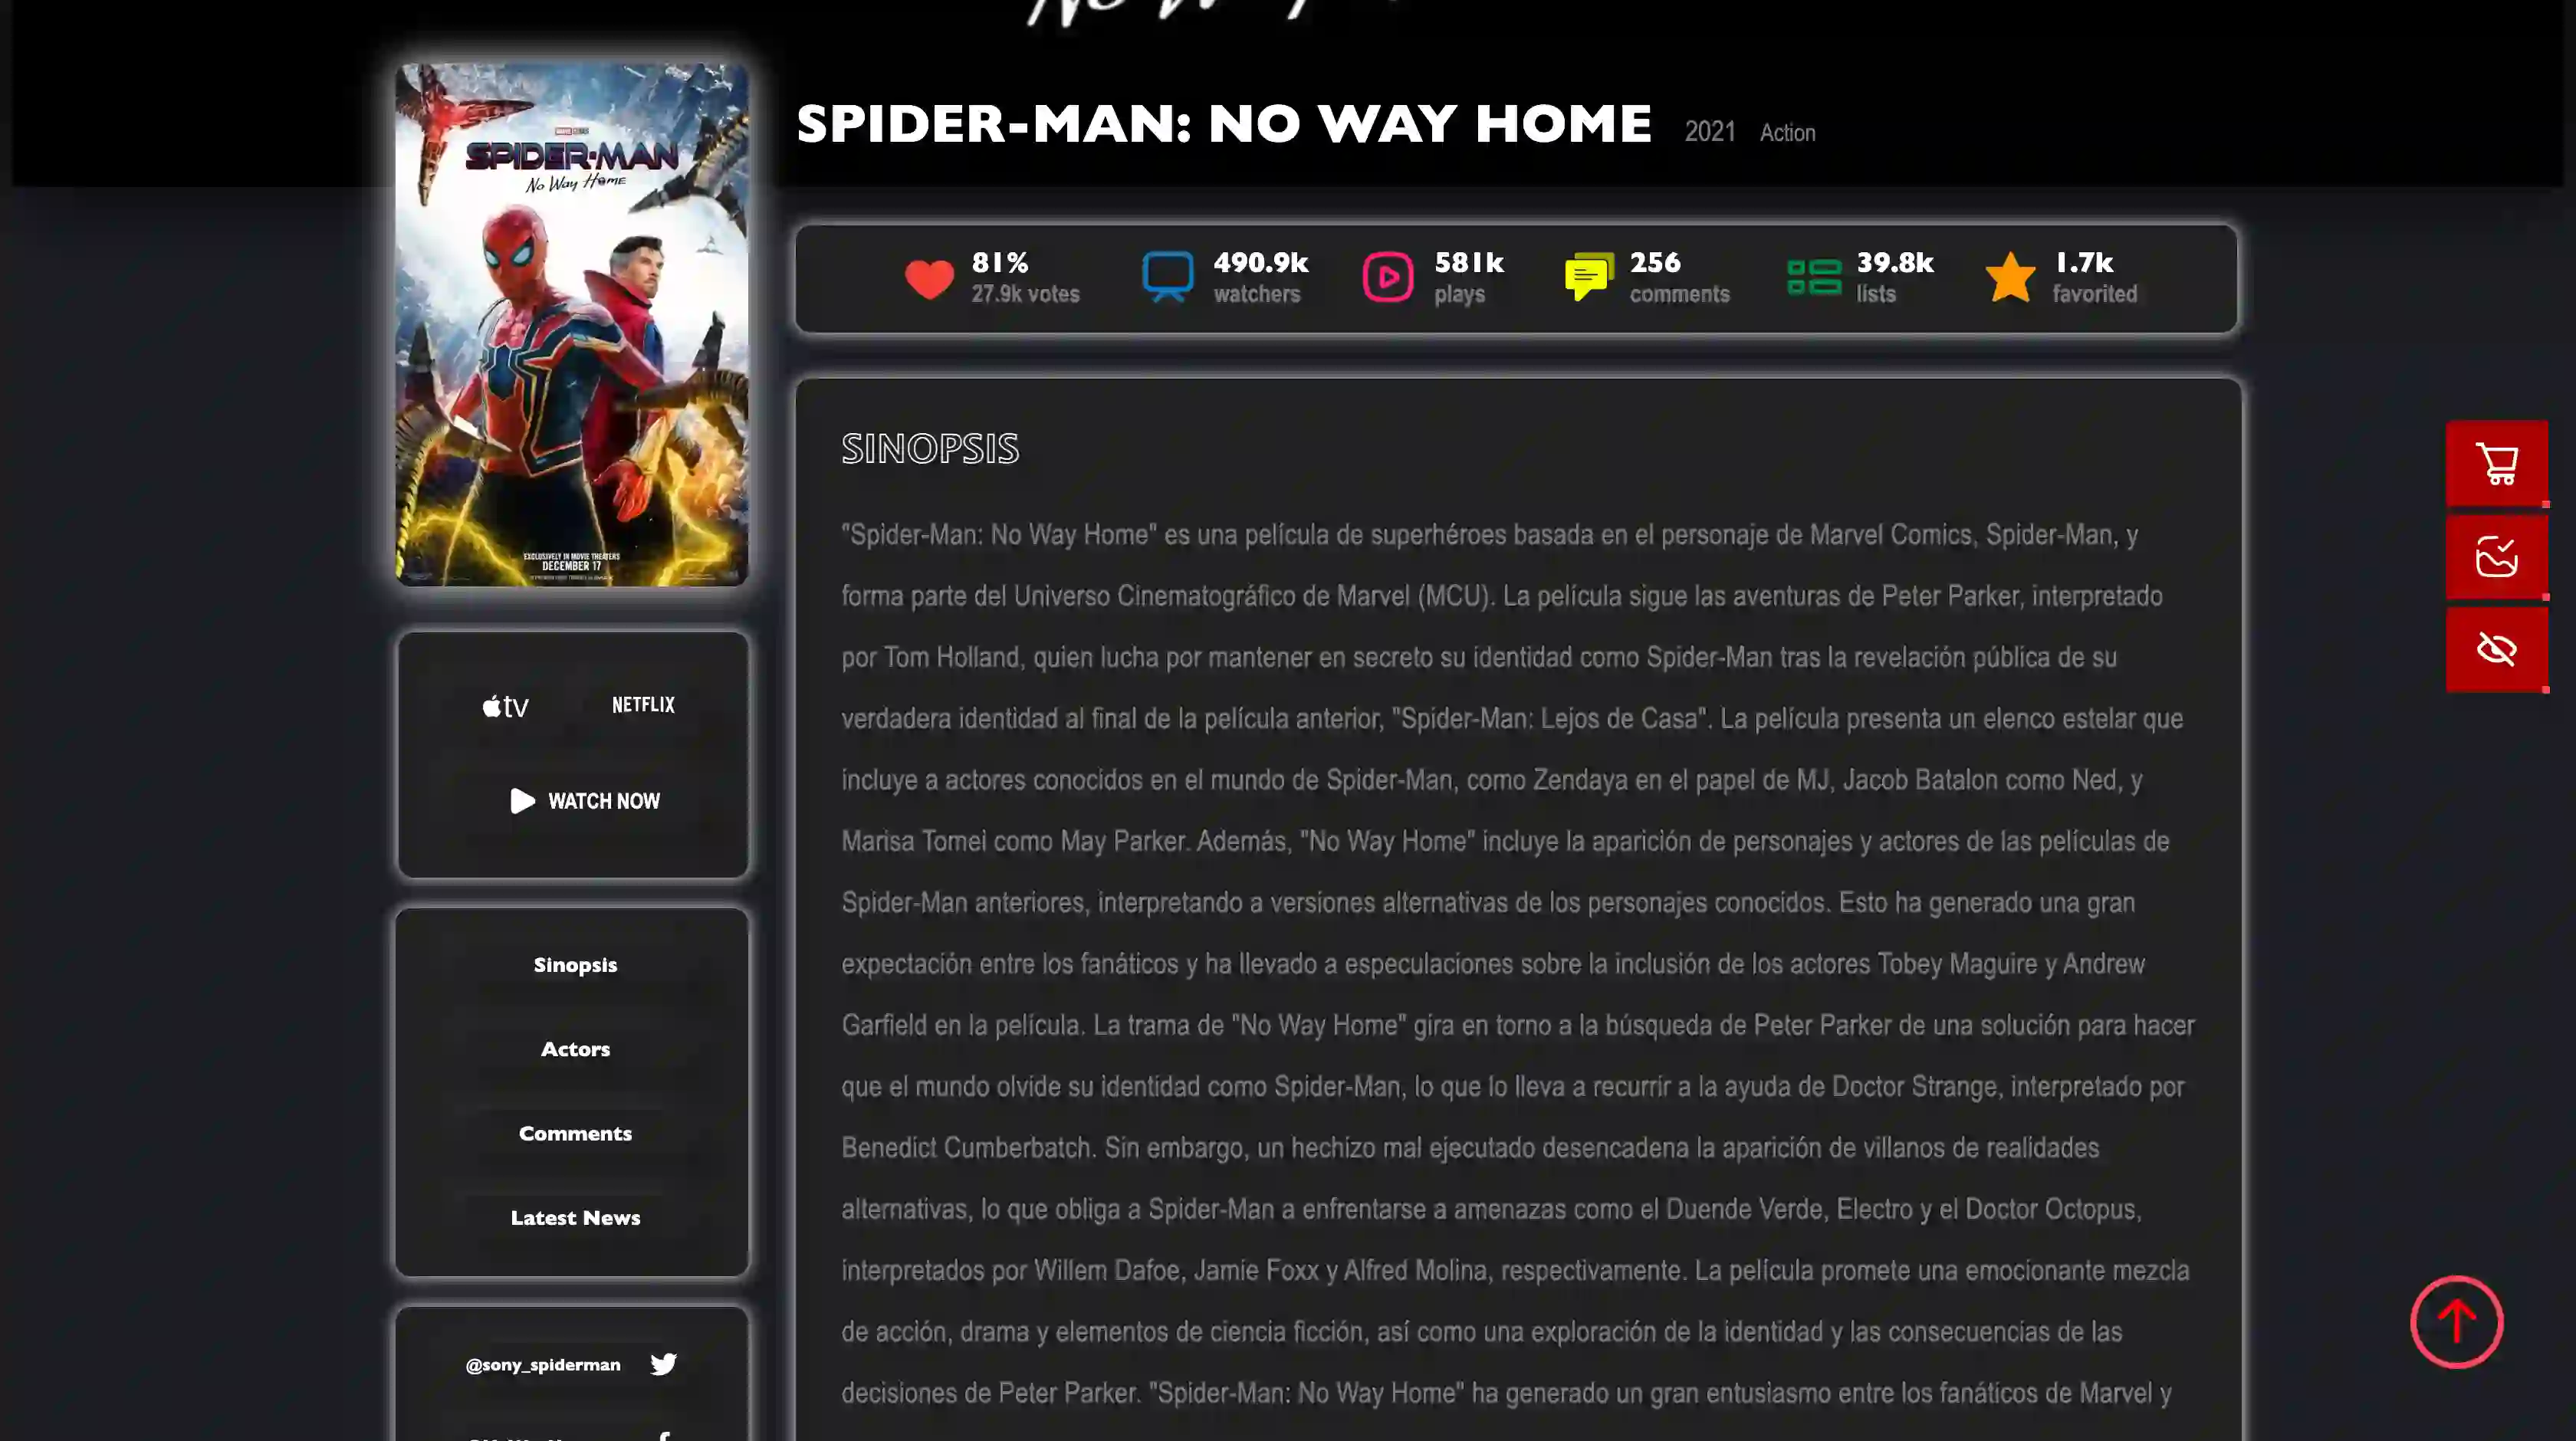 No Way
SPIDER-MAN
No Way Home
EXCLUSIVELY IN MOVIE THEATERS
DECEMBER 17
SPIDER-MAN: NO WAY HOME 2021 Action
81%
27.9k votes
490.9k
watchers
581k
plays
256
comments
39.8k
lists
1.7k
favorited
tv
NETFLIX
WATCH NOW
Sinopsis
Actors
Comments
Latest News
@sony_spiderman
SINOPSIS
"Spider-Man: No Way Home" es una película de superhéroes basada en el personaje de Marvel Comics, Spider-Man, y
forma parte del Universo Cinematográfico de Marvel (MCU). La película sigue las aventuras de Peter Parker, interpretado
por Tom Holland, quien lucha por mantener en secreto su identidad como Spider-Man tras la revelación pública de su
verdadera identidad al final de la película anterior, "Spider-Man: Lejos de Casa". La película presenta un elenco estelar que
incluye a actores conocidos en el mundo de Spider-Man, como Zendaya en el papel de MJ, Jacob Batalon como Ned, y
Marisa Tomei como May Parker. Además, "No Way Home" incluye la aparición de personajes y actores de las películas de
Spider-Man anteriores, interpretando a versiones alternativas de los personajes conocidos. Esto ha generado una gran
expectación entre los fanáticos y ha llevado a especulaciones sobre la inclusión de los actores Tobey Maguire y Andrew
Garfield en la película. La trama de "No Way Home" gira en torno a la búsqueda de Peter Parker de una solución para hacer
que el mundo olvide su identidad como Spider-Man, lo que lo lleva a recurrir a la ayuda de Doctor Strange, interpretado por
Benedict Cumberbatch. Sin embargo, un hechizo mal ejecutado desencadena la aparición de villanos de realidades
alternativas, lo que obliga a Spider-Man a enfrentarse a amenazas como el Duende Verde, Electro y el Doctor Octopus,
interpretados por Willem Dafoe, Jamie Foxx y Alfred Molina, respectivamente. La película promete una emocionante mezcla
de acción, drama y elementos de ciencia ficción, así como una exploración de la identidad y las consecuencias de las
decisiones de Peter Parker. "Spider-Man: No Way Home" ha generado un gran entusiasmo entre los fanáticos de Marvel y